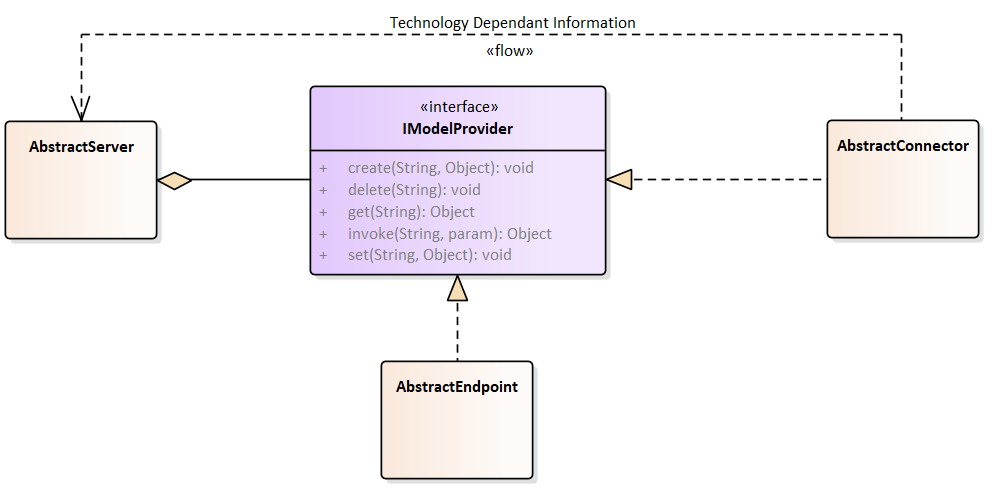 Technology Dependant Information
«flow»
«interface»
IModelProvider
AbstractServer
AbstractConnector
+ create(String, Object): void
+ delete(String): void
+ get(String): Object
+ invoke(String, param): Object
+ set(String, Object): void
AbstractEndpoint